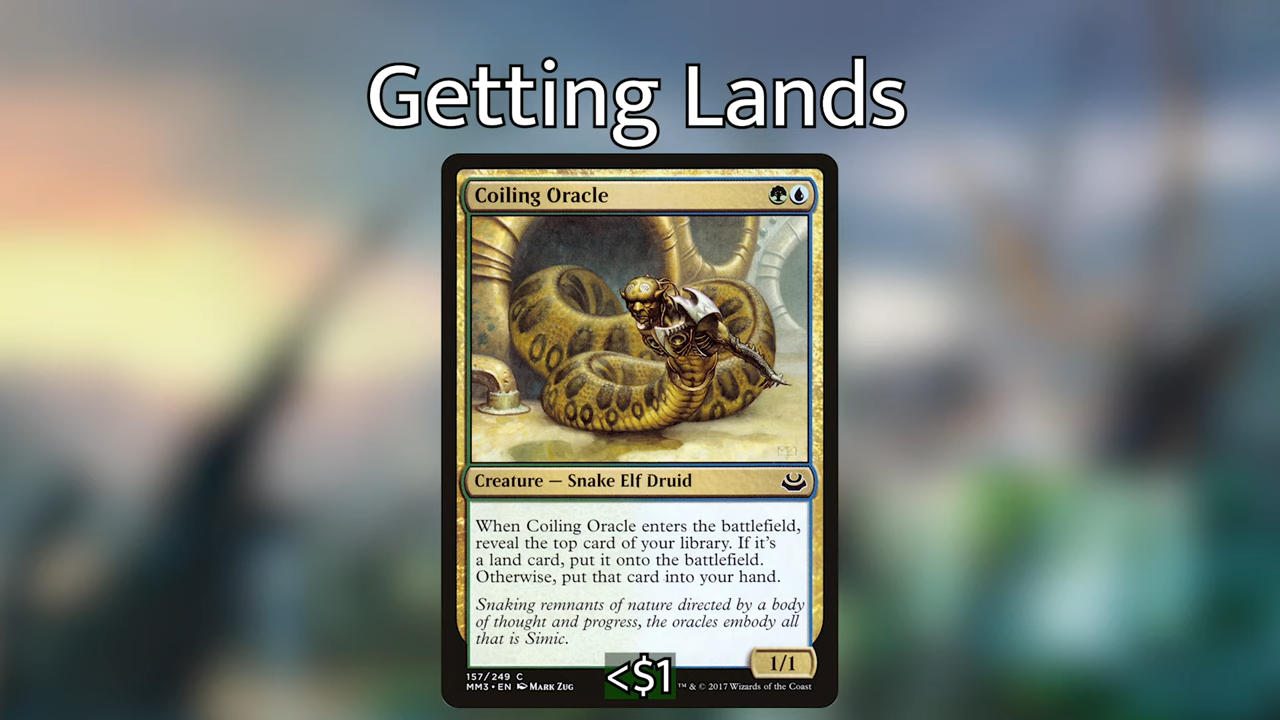 Getting Lands
Coiling Oracle
Creature — Snake Elf Druid
When Coiling Oracle enters the battlefield,
reveal the top card of your library. If it's
a land card, put it onto the battlefield.
Otherwise, put that card into your hand.
Snaking remnants of nature directed by a body
of thought and progress, the oracles embody all
that is Simic.
1/1
<$1
157/249 C
MM3 • EN Mark Zug
™ & © 2017 Wizards of the Coast